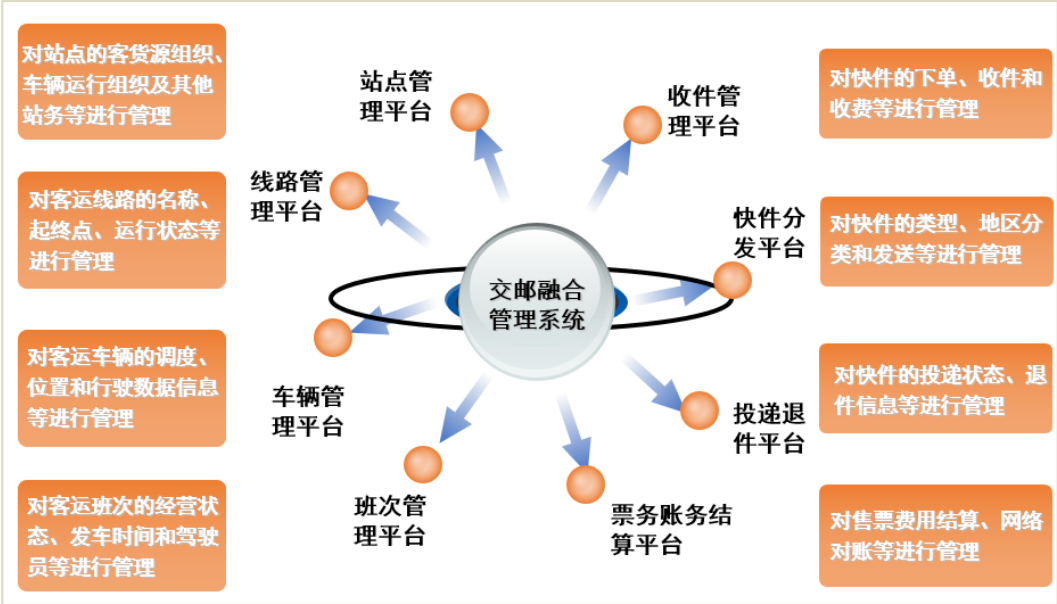 对站点的客货源组织、
车辆运行组织及其他
站务等进行管理
对客运线路的名称、
起终点、运行状态等
进行管理
对客运车辆的调度、
位置和行驶数据信息
等进行管理
对客运班次的经营状
态、发车时间和驾驶
员等进行管理
站点管
理平台
线路管
理平台
车辆管
理平台
班次管
理平台
交邮融合
管理系统
收件管
理平台
快件分
发平台
投递退
件平台
票务账务结
算平台
对快件的下单、收件和
收费等进行管理
对快件的类型、地区分
类和发送等进行管理
对快件的投递状态、退
件信息等进行管理
对售票费用结算、网络
对账等进行管理